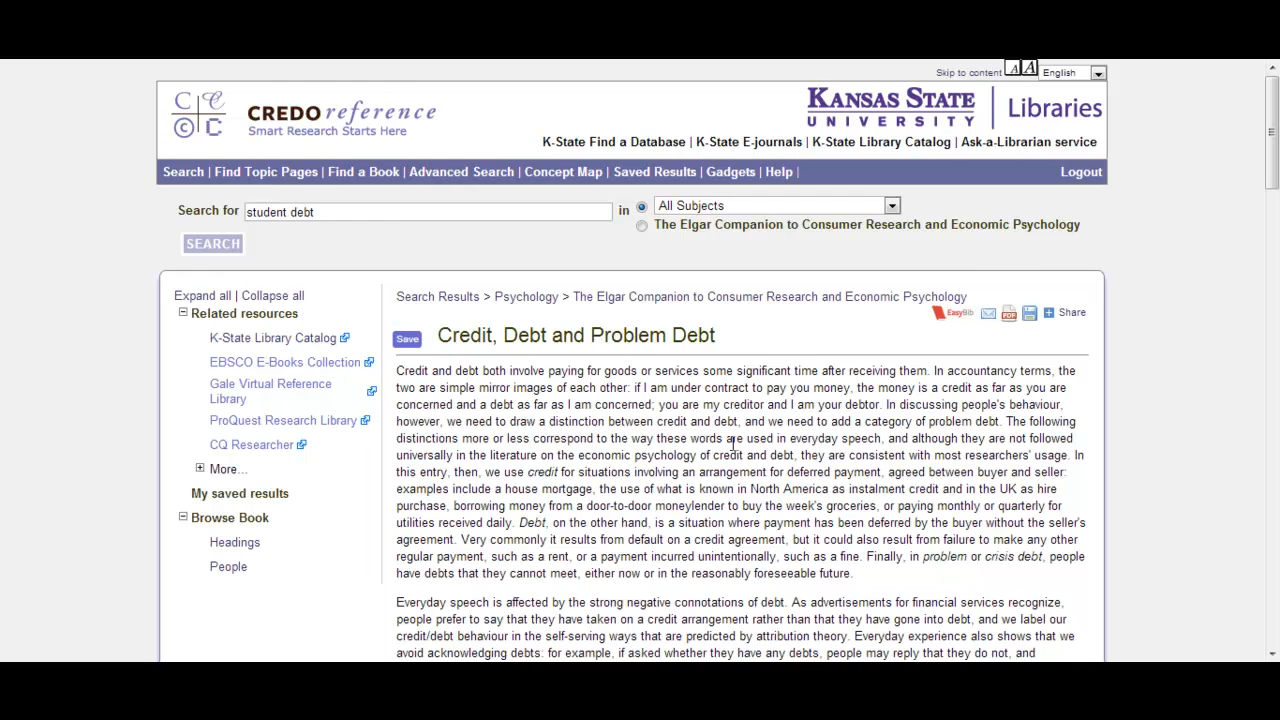 Skip to content AA English
CREDOreference
Smart Research Starts Here
KANSAS STATE UNIVERSITY | Libraries
K-State Find a Database | K-State E-journals | K-State Library Catalog | Ask-a-Librarian service
Search | Find Topic Pages | Find a Book | Advanced Search | Concept Map | Saved Results | Gadgets | Help | Logout
Search for student debt in All Subjects
The Elgar Companion to Consumer Research and Economic Psychology
SEARCH
Expand all | Collapse all
Related resources
K-State Library Catalog
EBSCO E-Books Collection
Gale Virtual Reference
Library
ProQuest Research Library
CQ Researcher
More...
My saved results
Browse Book
Headings
People
Search Results > Psychology > The Elgar Companion to Consumer Research and Economic Psychology
EasyBib PDF Share
Save Credit, Debt and Problem Debt
Credit and debt both involve paying for goods or services some significant time after receiving them. In accountancy terms, the
two are simple mirror images of each other: if I am under contract to pay you money, the money is a credit as far as you are
concerned and a debt as far as I am concerned; you are my creditor and I am your debtor. In discussing people's behaviour,
however, we need to draw a distinction between credit and debt, and we need to add a category of problem debt. The following
distinctions more or less correspond to the way these words are used in everyday speech, and although they are not followed
universally in the literature on the economic psychology of credit and debt, they are consistent with most researchers' usage. In
this entry, then, we use credit for situations involving an arrangement for deferred payment, agreed between buyer and seller:
examples include a house mortgage, the use of what is known in North America as instalment credit and in the UK as hire
purchase, borrowing money from a door-to-door moneylender to buy the week's groceries, or paying monthly or quarterly for
utilities received daily. Debt, on the other hand, is a situation where payment has been deferred by the buyer without the seller's
agreement. Very commonly it results from default on a credit agreement, but it could also result from failure to make any other
regular payment, such as a rent, or a payment incurred unintentionally, such as a fine. Finally, in problem or crisis debt, people
have debts that they cannot meet, either now or in the reasonably foreseeable future.
Everyday speech is affected by the strong negative connotations of debt. As advertisements for financial services recognize,
people prefer to say that they have taken on a credit arrangement rather than that they have gone into debt, and we label our
credit/debt behaviour in the self-serving ways that are predicted by attribution theory. Everyday experience also shows that we
avoid acknowledging debts: for example, if asked whether they have any debts, people may reply that they do not, and